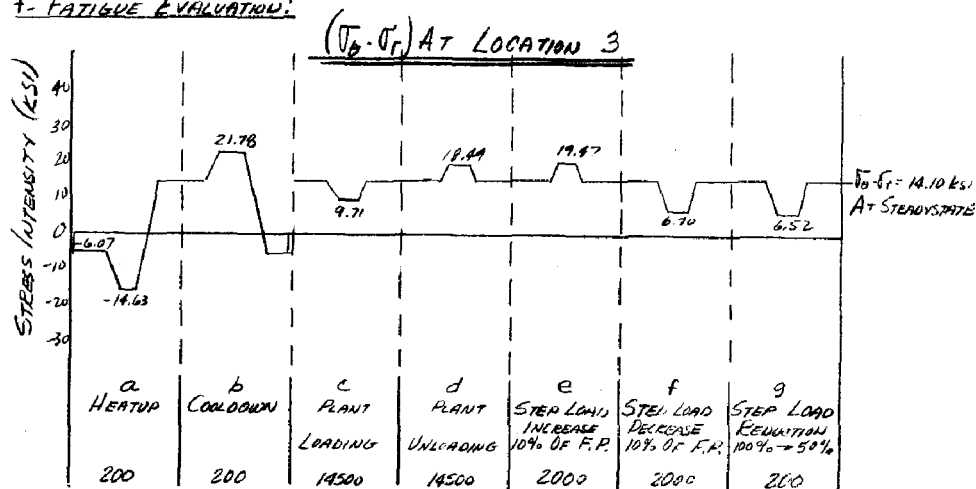 f- FATIGUE EVALUATION:
(σθ-σr) AT LOCATION 3
STRESS INTENSITY (KSI)
40
30
20
10
0
-10
-20
-30
-6.07
-14.63
21.78
9.71
18.44
19.47
6.70
6.52
σθ-σr = 14.10 ksi
AT STEADYSTATE
a
HEATUP
200
b
COOLDOWN
200
c
PLANT
LOADING
14500
d
PLANT
UNLOADING
14500
e
STEP LOAD
INCREASE
10% OF F.P.
2000
f
STEP LOAD
DECREASE
10% OF F.P.
2000
g
STEP LOAD
REDUCTION
100% → 50%
200